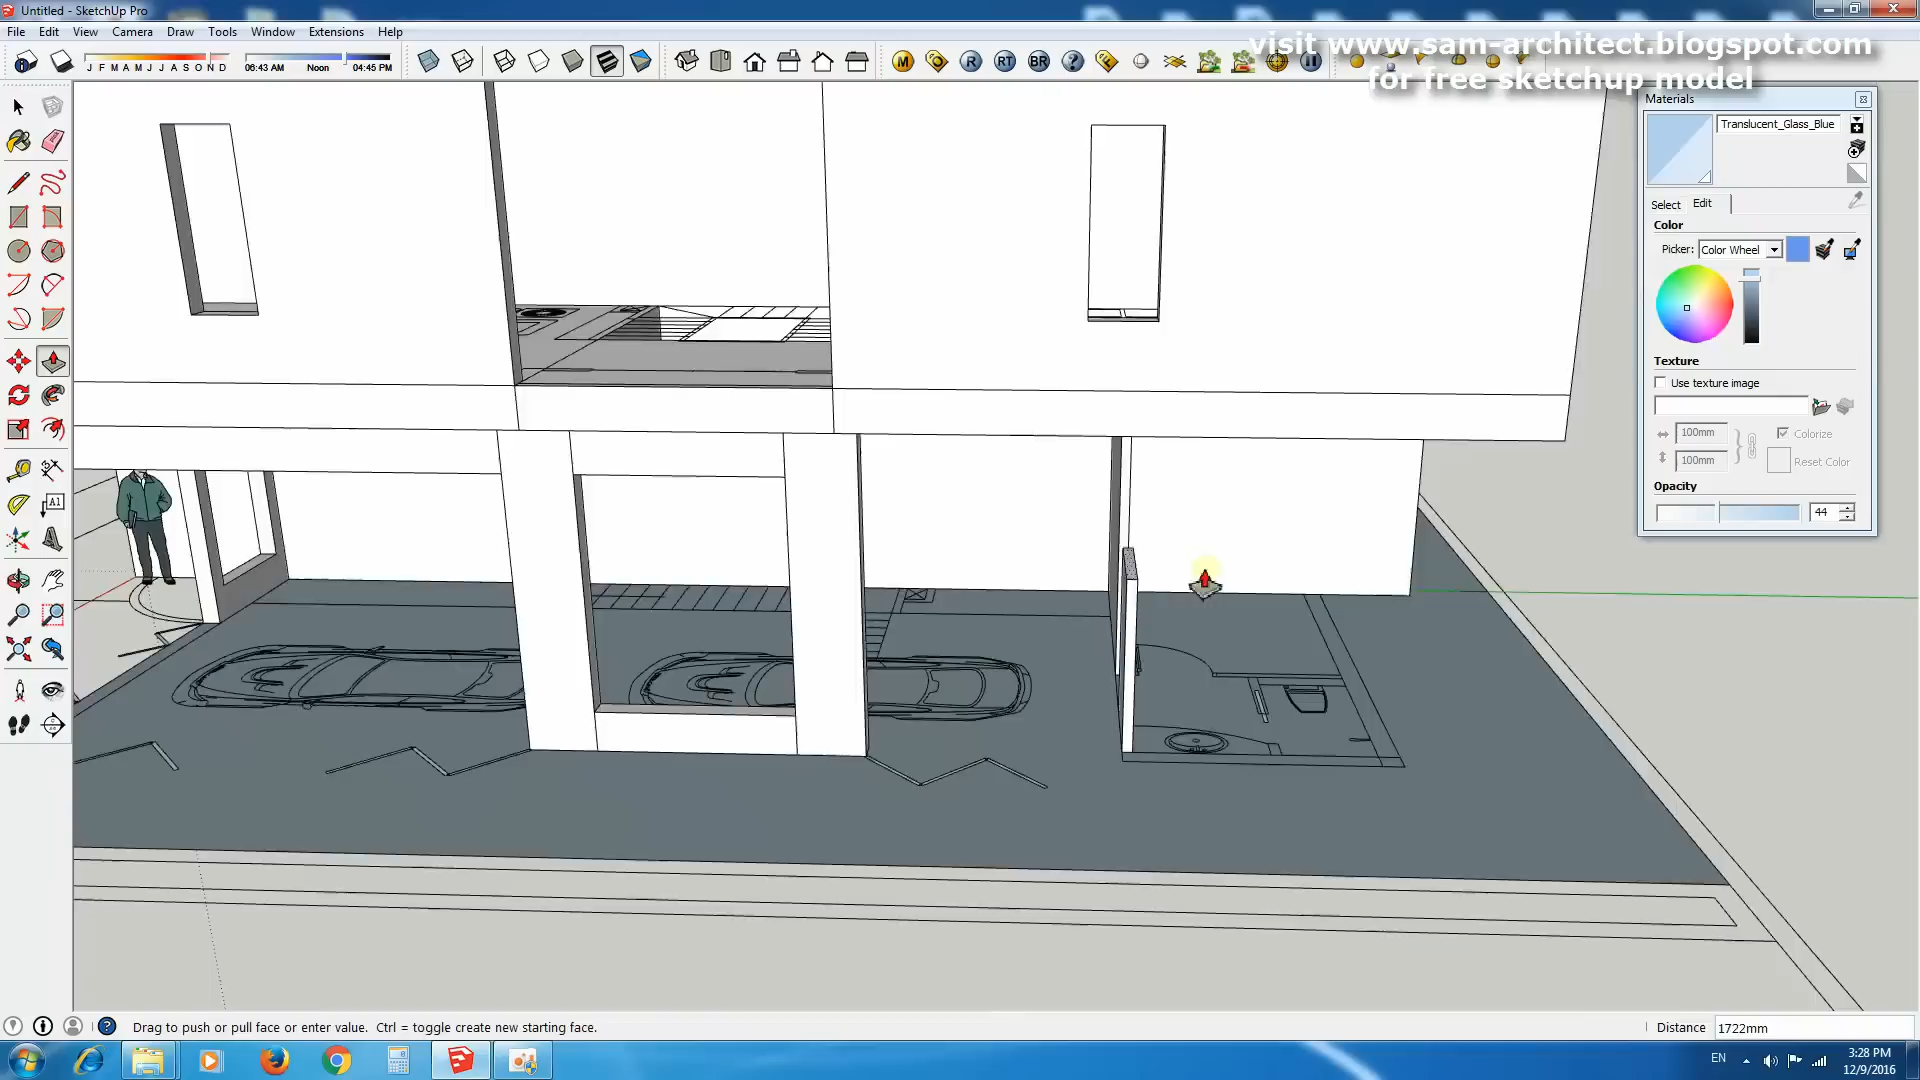 Untitled - SketchUp Pro
File Edit View Camera Draw Tools Window Extensions Help
visit www.sam-architect.blogspot.com
for free sketchup model
J F M A M J J A S O N D
06:43 AM Noon 04:45 PM
M R RT BR
Materials
Translucent_Glass_Blue
Select Edit
Color
Picker: Color Wheel
Texture
Use texture image
100mm
Colorize
100mm
Reset Color
Opacity
44
A1
Drag to push or pull face or enter value. Ctrl = toggle create new starting face.
Distance 1722mm
EN
3:28 PM
12/9/2016